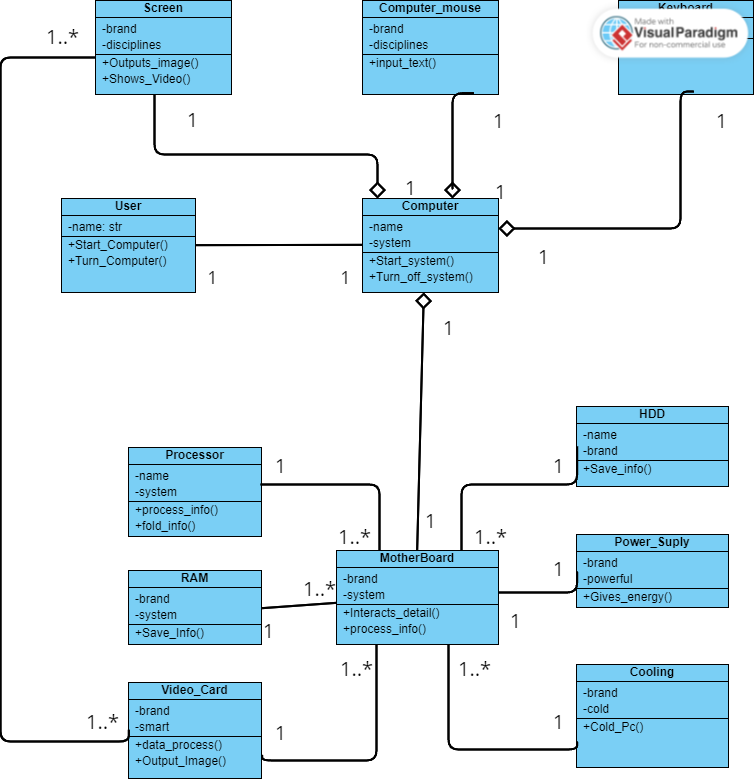 Screen
-brand
-disciplines
+Outputs_image()
+Shows_Video()
1..*
1
Computer_mouse
-brand
-disciplines
+input_text()
1
Keyboard
Made with
VisualParadigm
For non-commercial use
1
User
-name: str
+Start_Computer()
+Turn_Computer()
1
1
1
Computer
-name
-system
+Start_system()
+Turn_off_system()
1
1
1
Processor
-name
-system
+process_info()
+fold_info()
1
1..*
1
HDD
-name
-brand
+Save_info()
1
1..*
RAM
-brand
-system
+Save_Info()
1..*
1
MotherBoard
-brand
-system
+Interacts_detail()
+process_info()
Power_Suply
-brand
-powerful
+Gives_energy()
1
1
1..*
1..*
Video_Card
-brand
-smart
+data_process()
+Output_Image()
1..*
1
Cooling
-brand
-cold
+Cold_Pc()
1